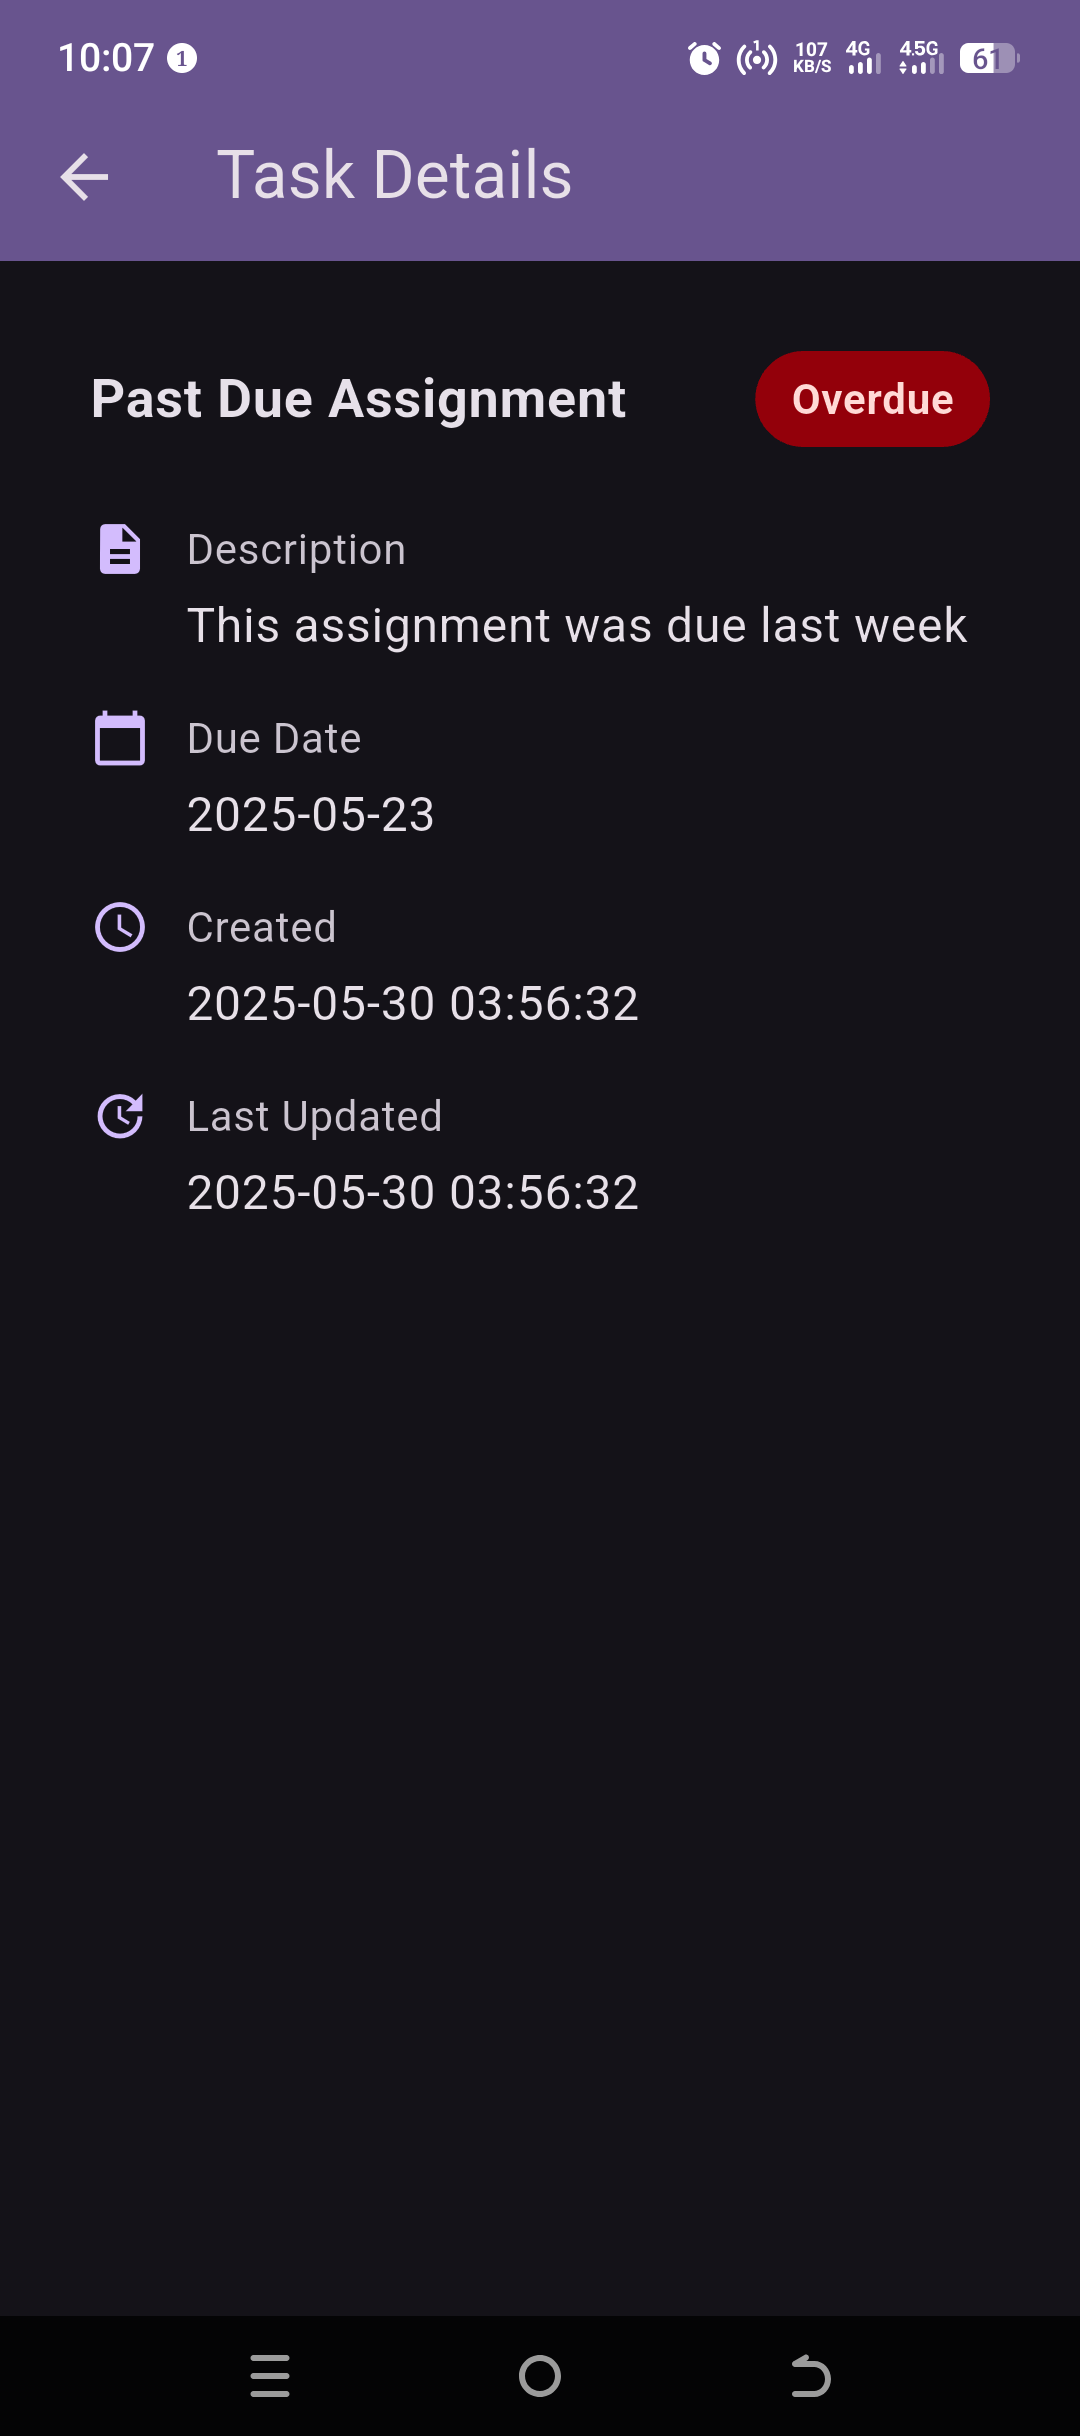 10:07 1 1 107 KB/S 4G 4.5G 61
Task Details
Past Due Assignment Overdue
Description
This assignment was due last week
Due Date
2025-05-23
Created
2025-05-30 03:56:32
Last Updated
2025-05-30 03:56:32